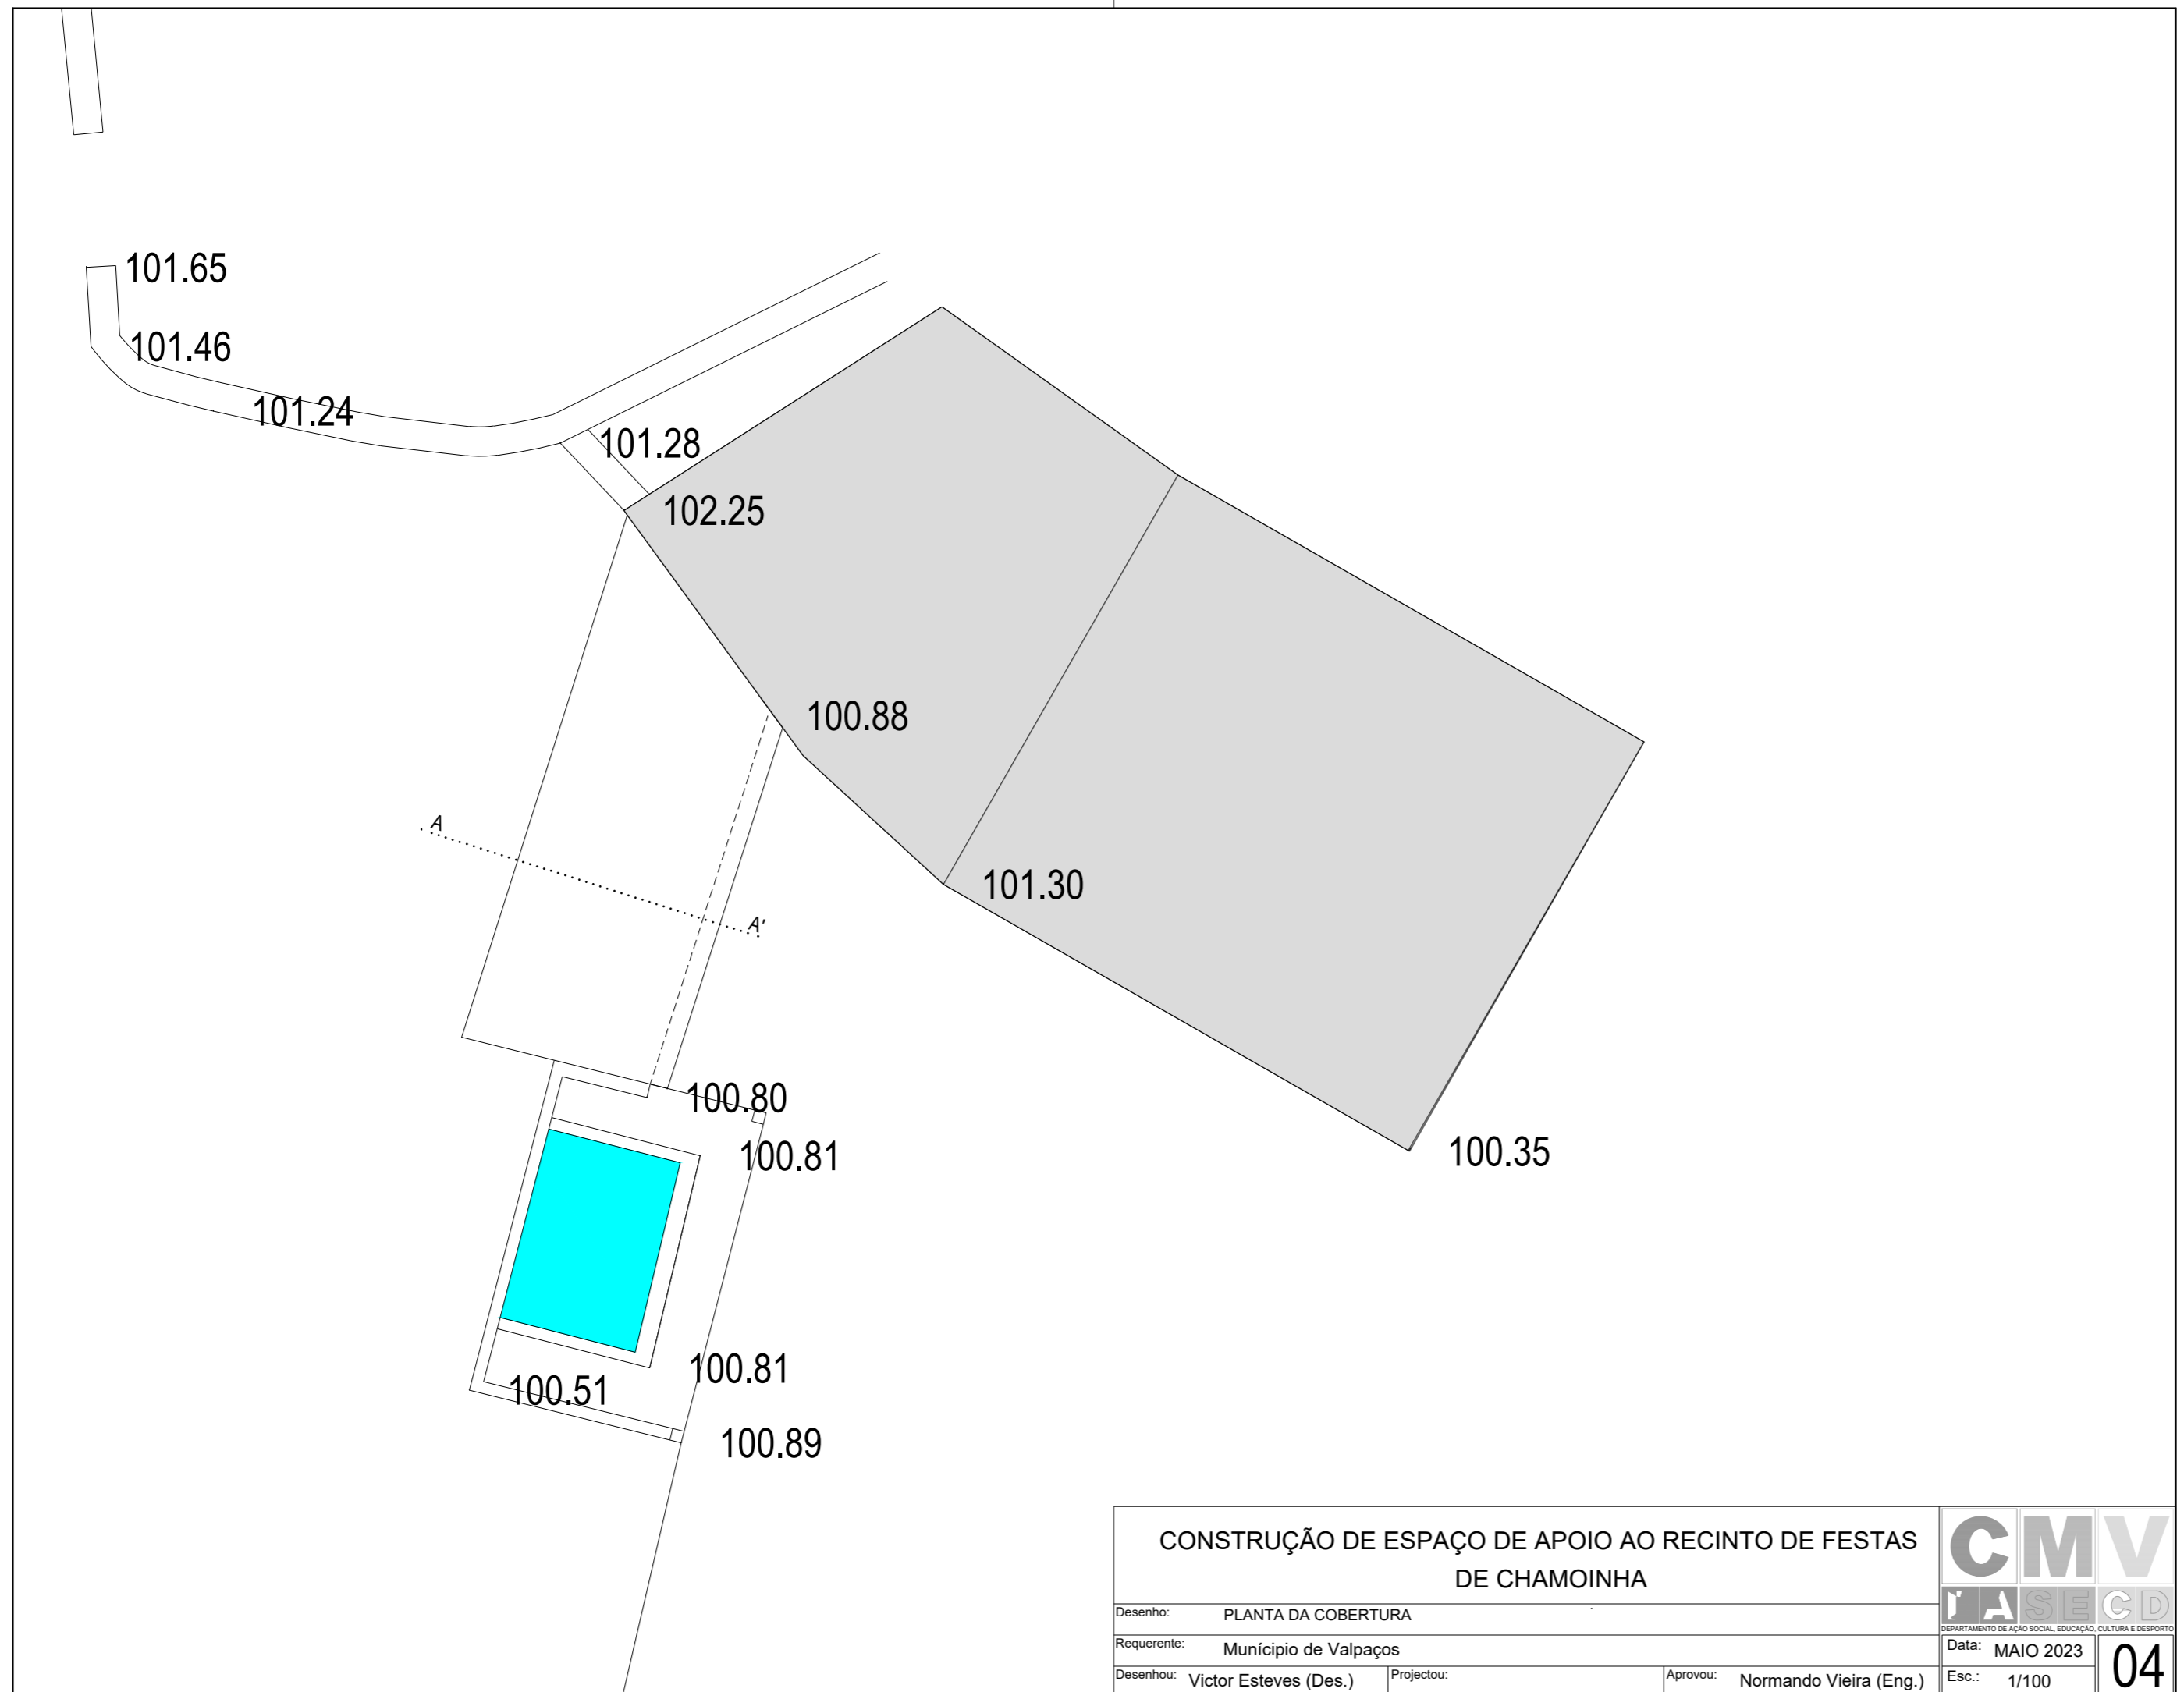 101.65
101.46
101.24
101.28
102.25
100.88
A
A'
101.30
100.80
100.81
100.35
100.81
100.51
100.89
CONSTRUÇÃO DE ESPAÇO DE APOIO AO RECINTO DE FESTAS
DE CHAMOINHA
Desenho: PLANTA DA COBERTURA
Requerente: Munícipio de Valpaços
Desenhou: Victor Esteves (Des.) Projectou: Aprovou: Normando Vieira (Eng.)
CMV
DASECD
DEPARTAMENTO DE AÇÃO SOCIAL, EDUCAÇÃO, CULTURA E DESPORTO
Data: MAIO 2023
Esc.: 1/100
04